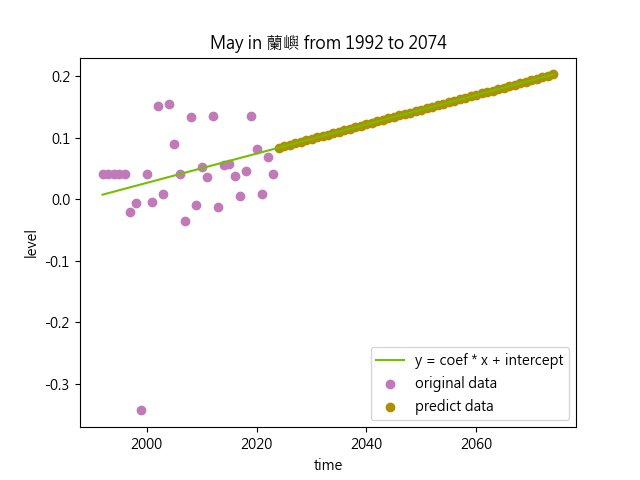 May in 蘭嶼 from 1992 to 2074
0.2
0.1
0.0
-0.1
-0.2
-0.3
level
2000
2020
2040
2060
time
y = coef * x + intercept
original data
predict data